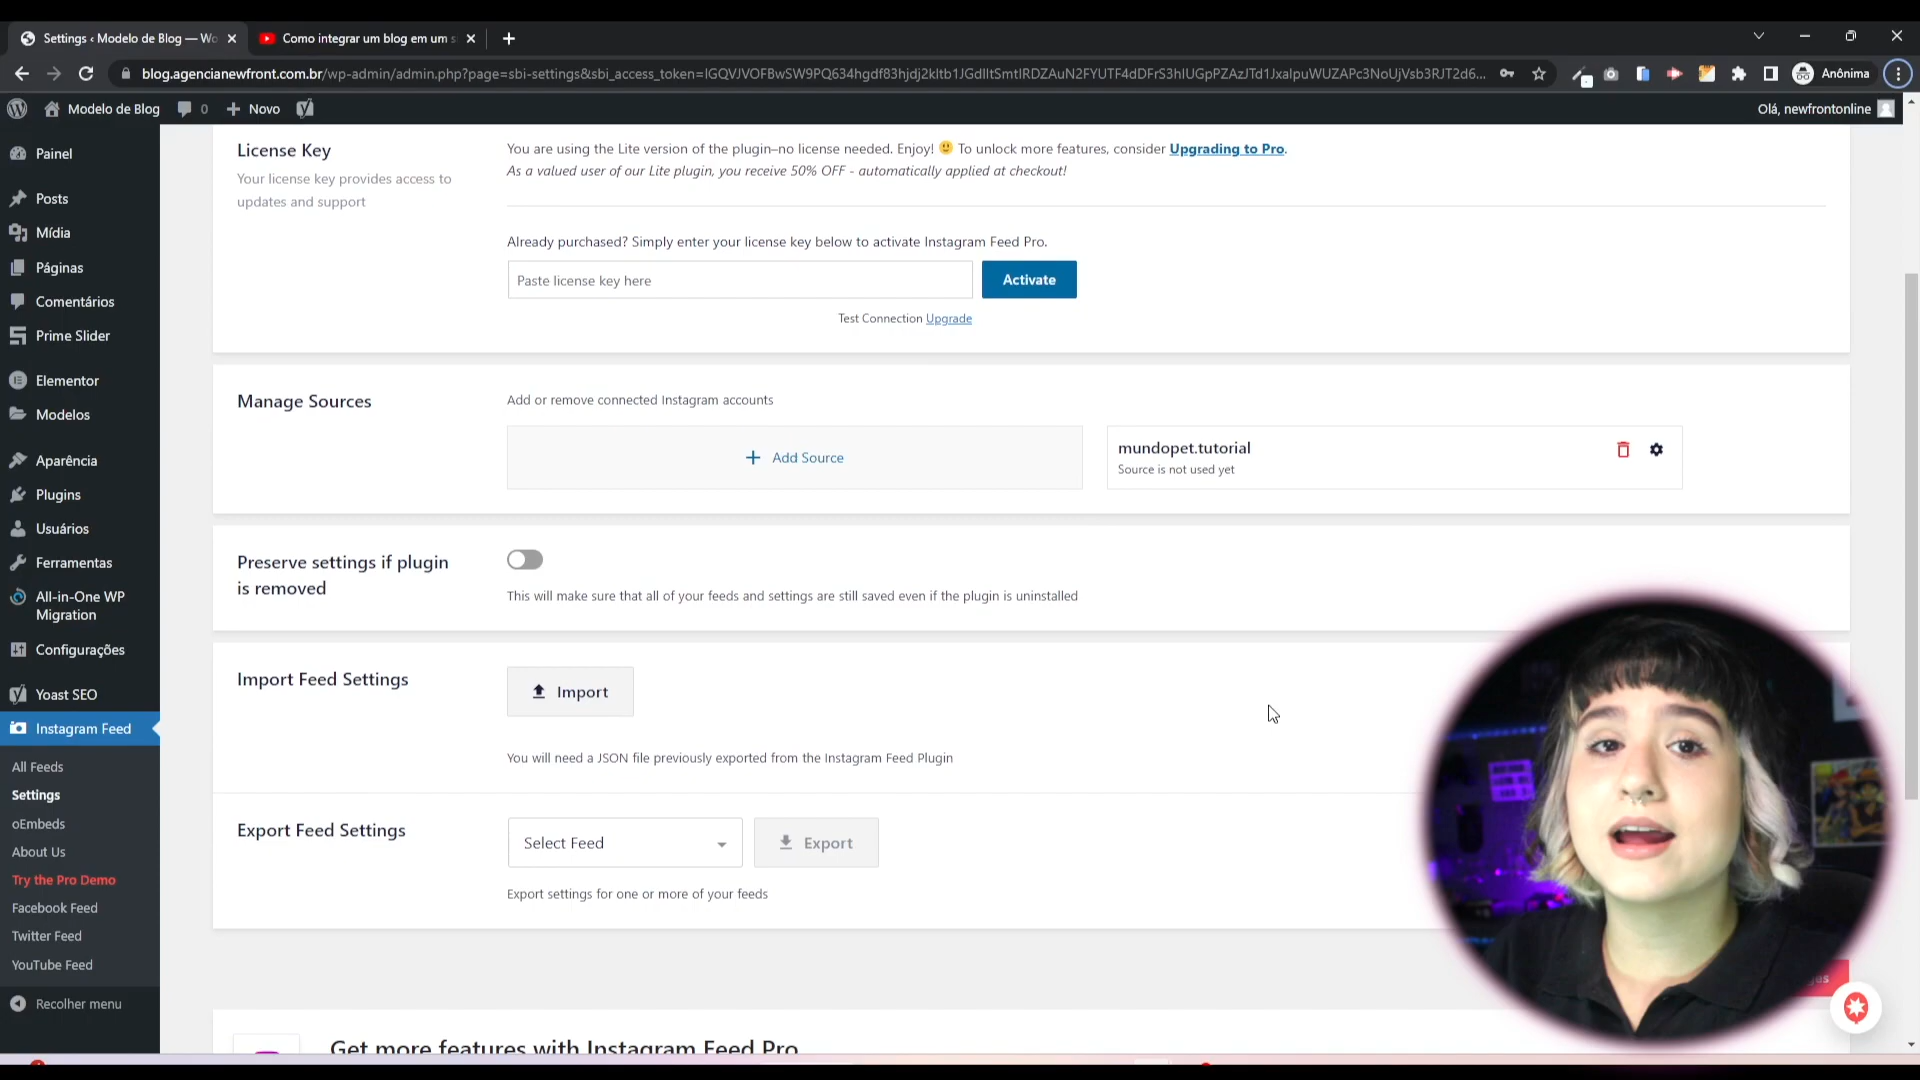 Settings ‹ Modelo de Blog — Wo
Como integrar um blog em um s
blog.agencianewfront.com.br/wp-admin/admin.php?page=sbi-settings&sbi_access_token=
Anônima
Modelo de Blog
0
Novo
Olá, newfrontonline
Painel
Posts
Mídia
Páginas
Comentários
Prime Slider
Elementor
Modelos
Aparência
Plugins
Usuários
Ferramentas
All-in-One WP
Migration
Configurações
Yoast SEO
Instagram Feed
All Feeds
Settings
oEmbeds
About Us
Try the Pro Demo
Facebook Feed
Twitter Feed
YouTube Feed
Recolher menu
License Key
Your license key provides access to
updates and support
You are using the Lite version of the plugin–no license needed. Enjoy! 🙂 To unlock more features, consider Upgrading to Pro.
As a valued user of our Lite plugin, you receive 50% OFF - automatically applied at checkout!
Already purchased? Simply enter your license key below to activate Instagram Feed Pro.
Paste license key here
Activate
Test Connection Upgrade
Manage Sources
Add or remove connected Instagram accounts
Add Source
mundopet.tutorial
Source is not used yet
Preserve settings if plugin
is removed
This will make sure that all of your feeds and settings are still saved even if the plugin is uninstalled
Import Feed Settings
Import
You will need a JSON file previously exported from the Instagram Feed Plugin
Export Feed Settings
Select Feed
Export
Export settings for one or more of your feeds
Get more features with Instagram Feed Pro